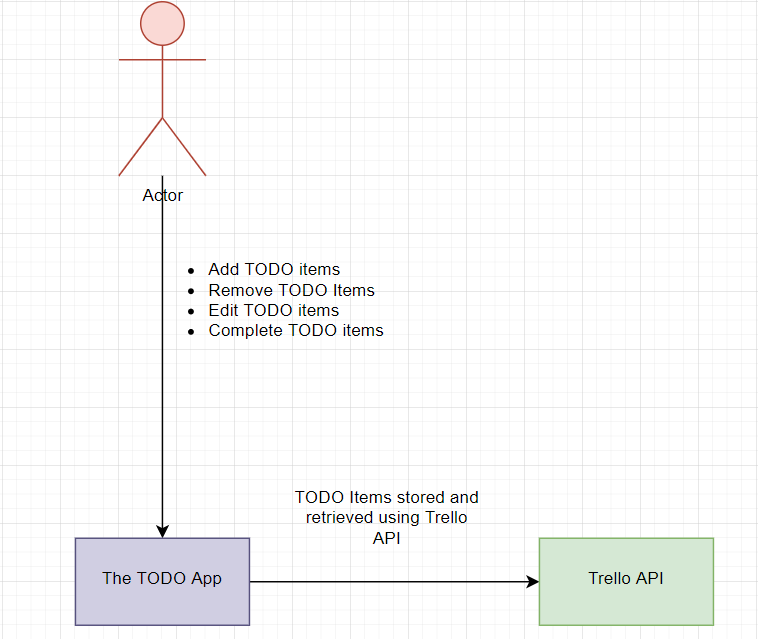 Actor
Add TODO items
Remove TODO Items
Edit TODO items
Complete TODO items
TODO Items stored and
retrieved using Trello
API
The TODO App
Trello API